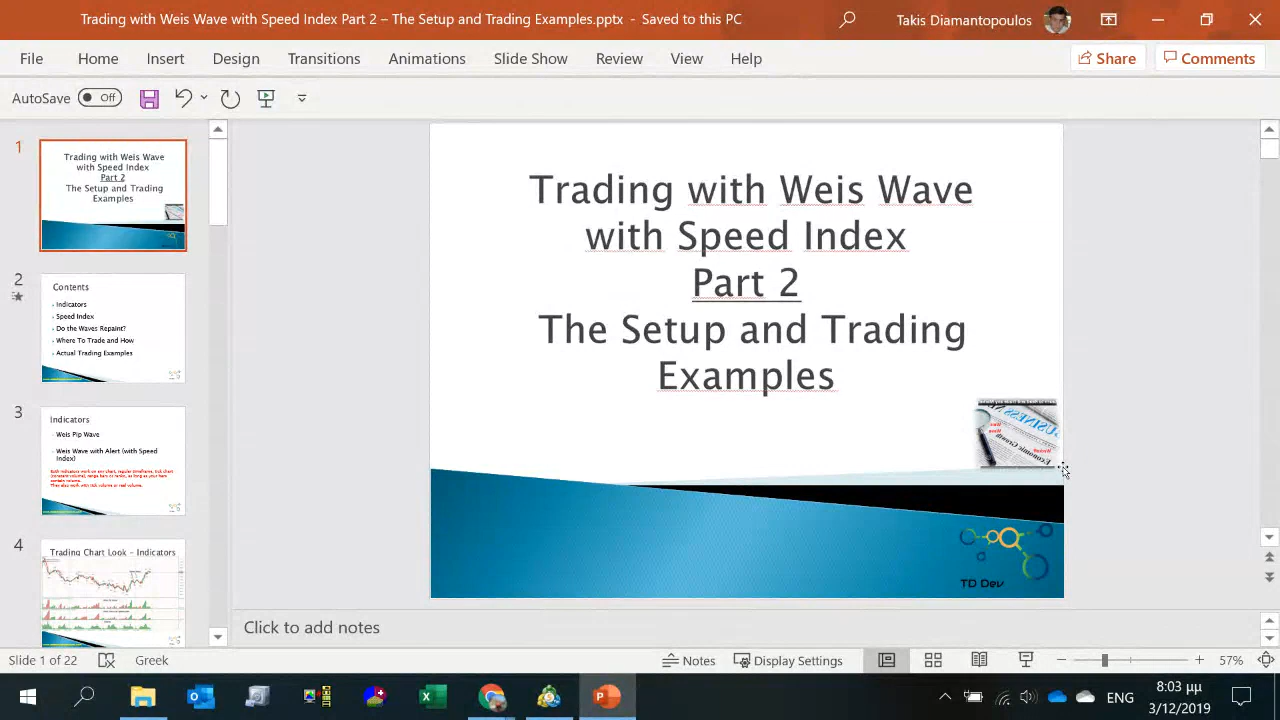 Trading with Weis Wave with Speed Index Part 2 – The Setup and Trading Examples.pptx - Saved to this PC
Takis Diamantopoulos
File Home Insert Design Transitions Animations Slide Show Review View Help
Share Comments
AutoSave Off
1
Trading with Weis Wave
with Speed Index
Part 2
The Setup and Trading
Examples
2
Contents
Indicators
Speed Index
Do the Waves Repaint?
Where To Trade and How
Actual Trading Examples
3
Indicators
Weis Pip Wave
Weis Wave with Alert (with Speed
Index)
4
Trading Chart Look - Indicators
Trading with Weis Wave
with Speed Index
Part 2
The Setup and Trading
Examples
BUSINESS
Economic Growth
TD Dev
Click to add notes
Slide 1 of 22 Greek Notes Display Settings 57%
ENG
8:03 μμ
3/12/2019